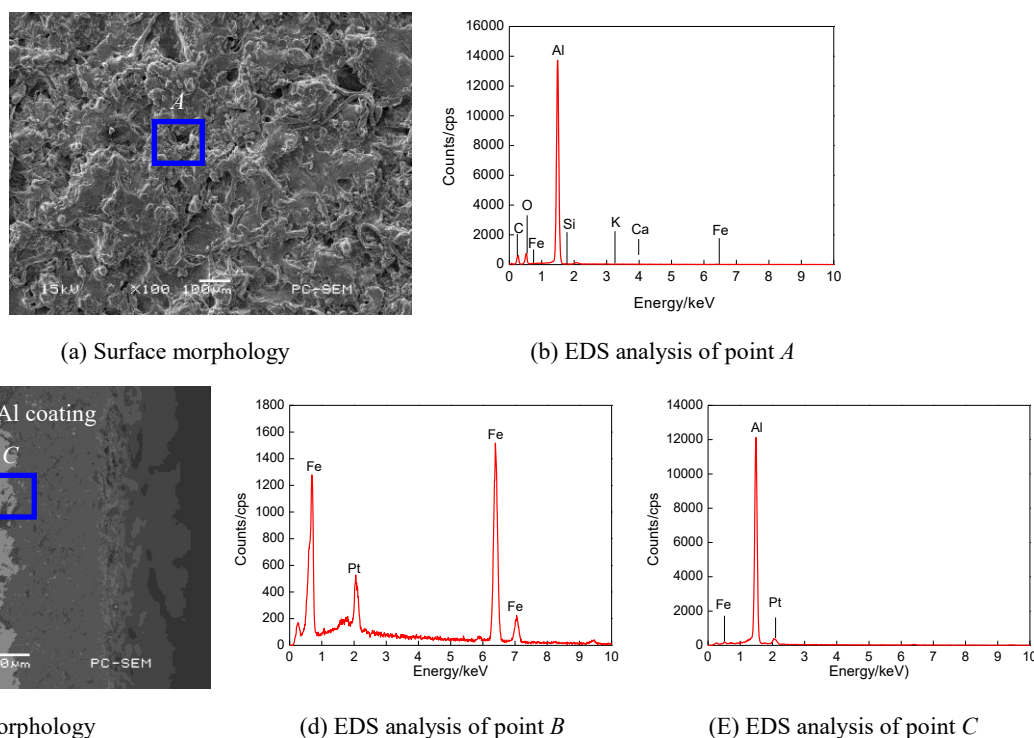 A
15kV ×100 100μm PC-SEM
(a) Surface morphology
16000
14000
12000
10000
8000
6000
4000
2000
0
Counts/cps
Al
O
C
Fe
Si
K
Ca
Fe
0 1 2 3 4 5 6 7 8 9 10
Energy/keV
(b) EDS analysis of point A
Al coating
C
0μm PC-SEM
orphology
1800
1600
1400
1200
1000
800
600
400
200
0
Counts/cps
Fe
Pt
Fe
Fe
0 1 2 3 4 5 6 7 8 9 10
Energy/keV
(d) EDS analysis of point B
14000
12000
10000
8000
6000
4000
2000
0
Counts/cps
Al
Fe
Pt
0 1 2 3 4 5 6 7 8 9 10
Energy/keV)
(E) EDS analysis of point C